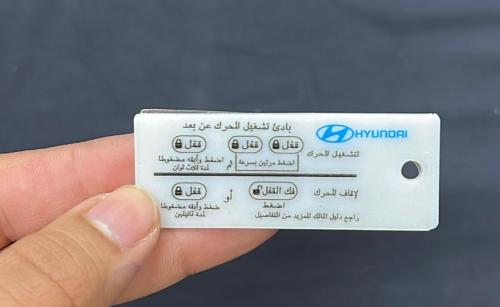 بادئ تشغيل المحرك عن بعد
HYUNDAI
لتشغيل المحرك
قفل قفل قفل
اضغط مرتين بسرعة ثم اضغط وأبقه مضغوطا
لمدة ثلاث ثوان
لإيقاف المحرك
فك القفل أو قفل
اضغط
ضغط وأبقه مضغوطا
لمدة ثانيتين
راجع دليل المالك للمزيد من التفاصيل